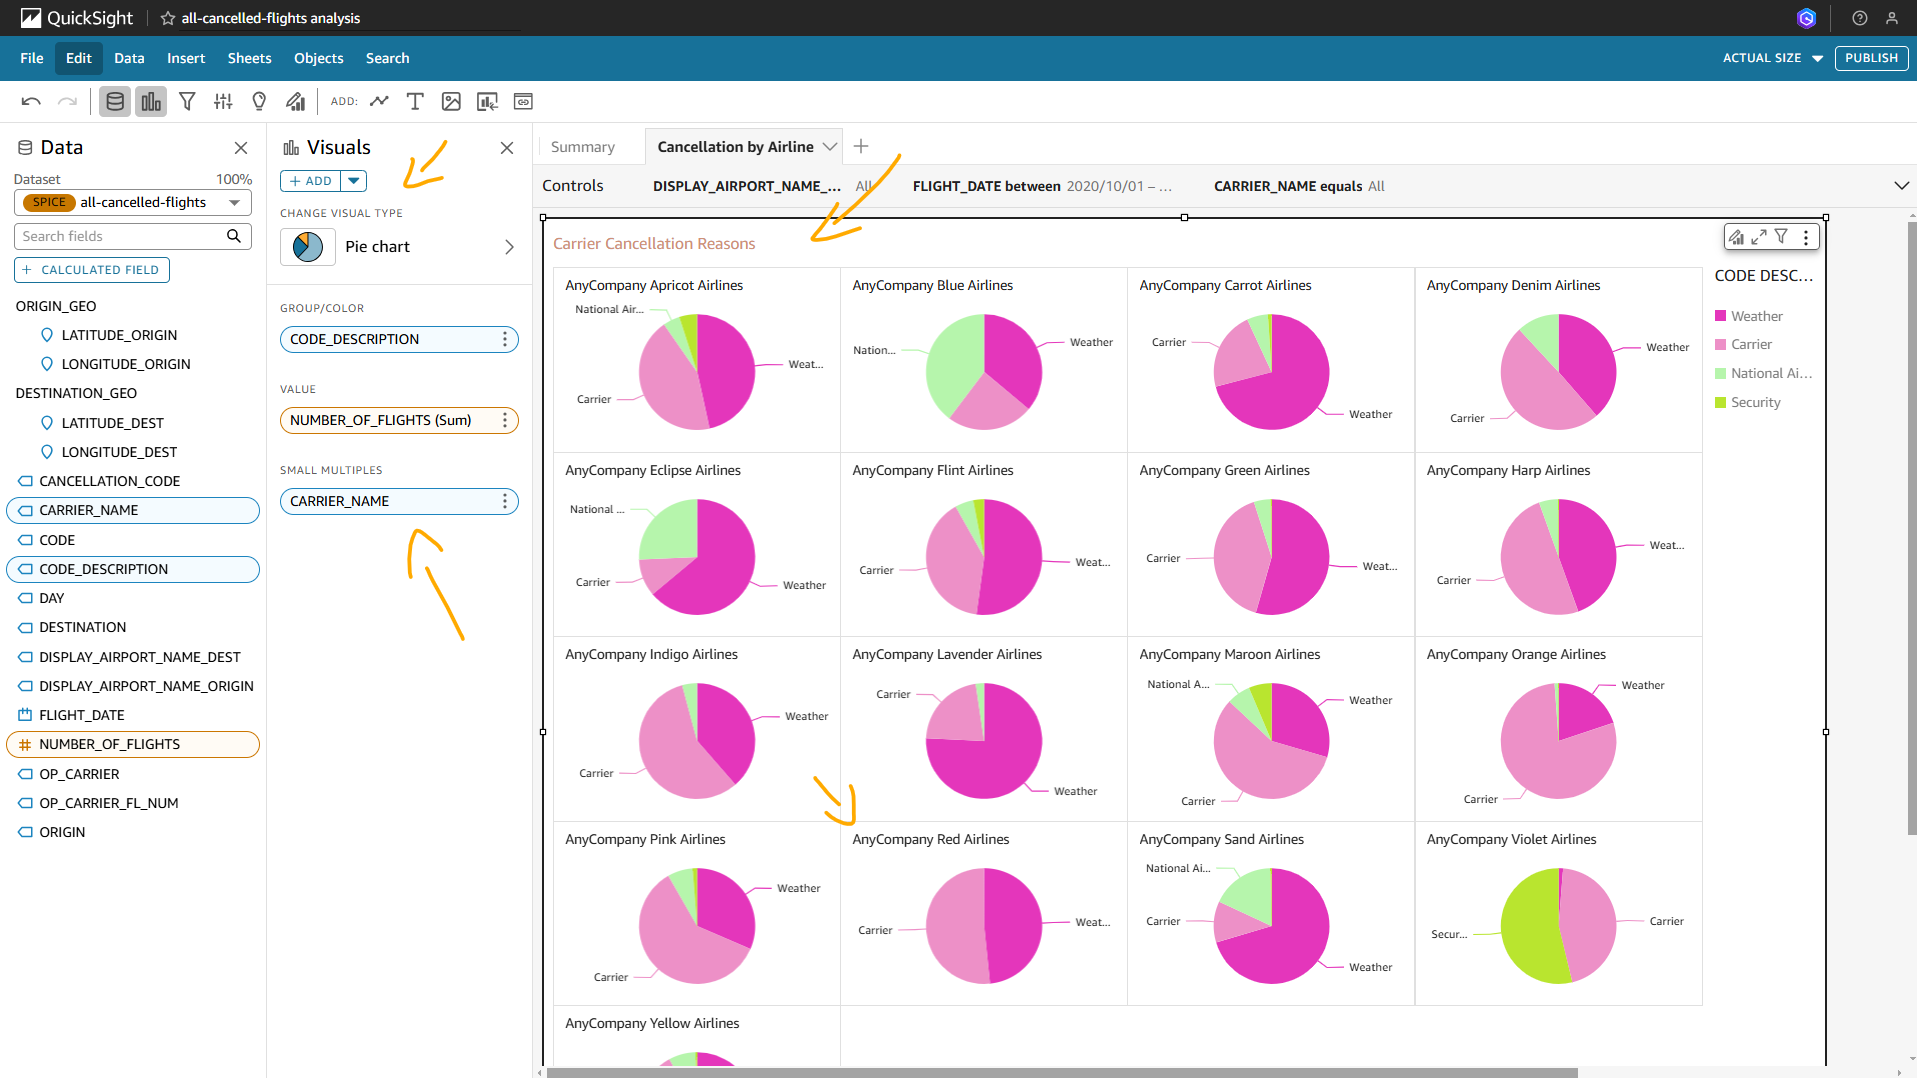 QuickSight all-cancelled-flights analysis
File Edit Data Insert Sheets Objects Search ACTUAL SIZE PUBLISH
ADD:
Data
Dataset 100%
SPICE all-cancelled-flights
Search fields
+ CALCULATED FIELD
ORIGIN_GEO
LATITUDE_ORIGIN
LONGITUDE_ORIGIN
DESTINATION_GEO
LATITUDE_DEST
LONGITUDE_DEST
CANCELLATION_CODE
CARRIER_NAME
CODE
CODE_DESCRIPTION
DAY
DESTINATION
DISPLAY_AIRPORT_NAME_DEST
DISPLAY_AIRPORT_NAME_ORIGIN
FLIGHT_DATE
NUMBER_OF_FLIGHTS
OP_CARRIER
OP_CARRIER_FL_NUM
ORIGIN
Visuals
+ ADD
CHANGE VISUAL TYPE
Pie chart
GROUP/COLOR
CODE_DESCRIPTION
VALUE
NUMBER_OF_FLIGHTS (Sum)
SMALL MULTIPLES
CARRIER_NAME
Summary Cancellation by Airline
Controls DISPLAY_AIRPORT_NAME_... All FLIGHT_DATE between 2020/10/01 – ... CARRIER_NAME equals All
Carrier Cancellation Reasons
AnyCompany Apricot Airlines
National Air...
Weat...
Carrier
AnyCompany Blue Airlines
Weather
Nation...
AnyCompany Carrot Airlines
Carrier
Weather
AnyCompany Denim Airlines
Weather
Carrier
AnyCompany Eclipse Airlines
National ...
Carrier
Weather
AnyCompany Flint Airlines
Weat...
Carrier
AnyCompany Green Airlines
Carrier
Weat...
AnyCompany Harp Airlines
Weat...
Carrier
AnyCompany Indigo Airlines
Weather
Carrier
AnyCompany Lavender Airlines
Carrier
Weather
AnyCompany Maroon Airlines
National A...
Weather
Carrier
AnyCompany Orange Airlines
Weather
Carrier
AnyCompany Pink Airlines
Weather
Carrier
AnyCompany Red Airlines
Weat...
Carrier
AnyCompany Sand Airlines
National Ai...
Carrier
Weather
AnyCompany Violet Airlines
Carrier
Secur...
AnyCompany Yellow Airlines
CODE DESC...
Weather
Carrier
National Ai...
Security